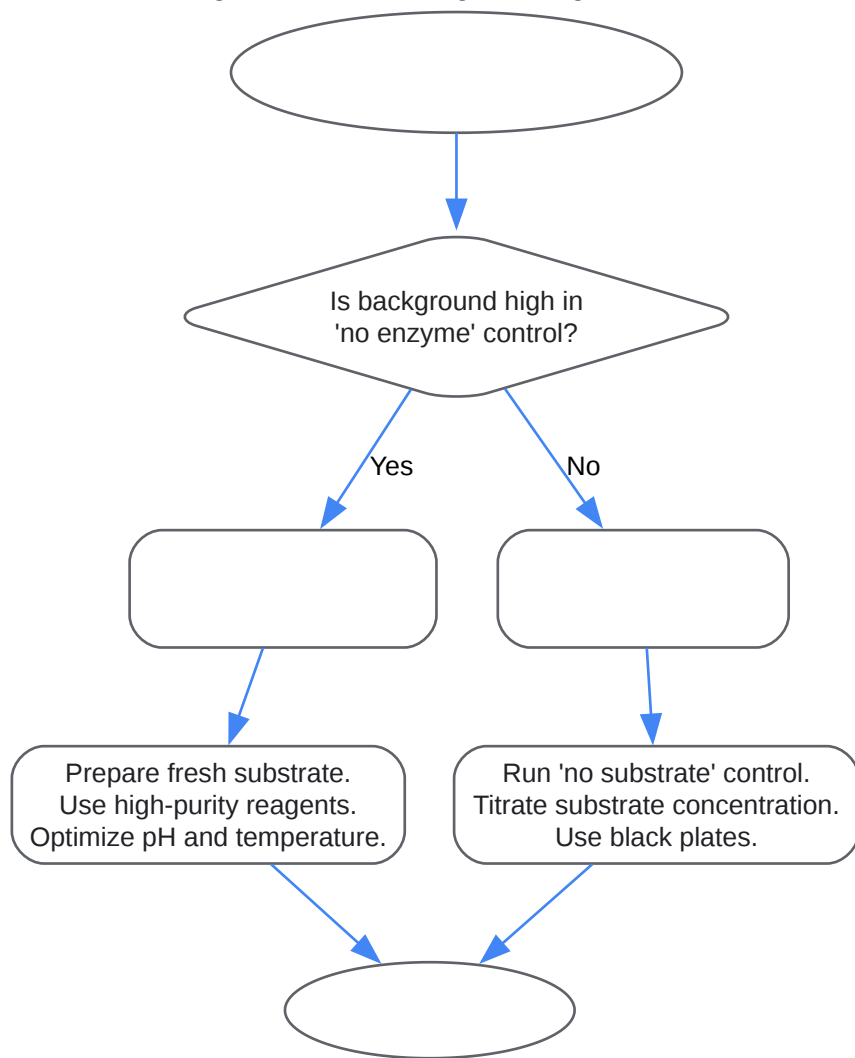 Is background high in
'no enzyme' control?
Yes
No
Prepare fresh substrate.
Use high-purity reagents.
Optimize pH and temperature.
Run 'no substrate' control.
Titrate substrate concentration.
Use black plates.